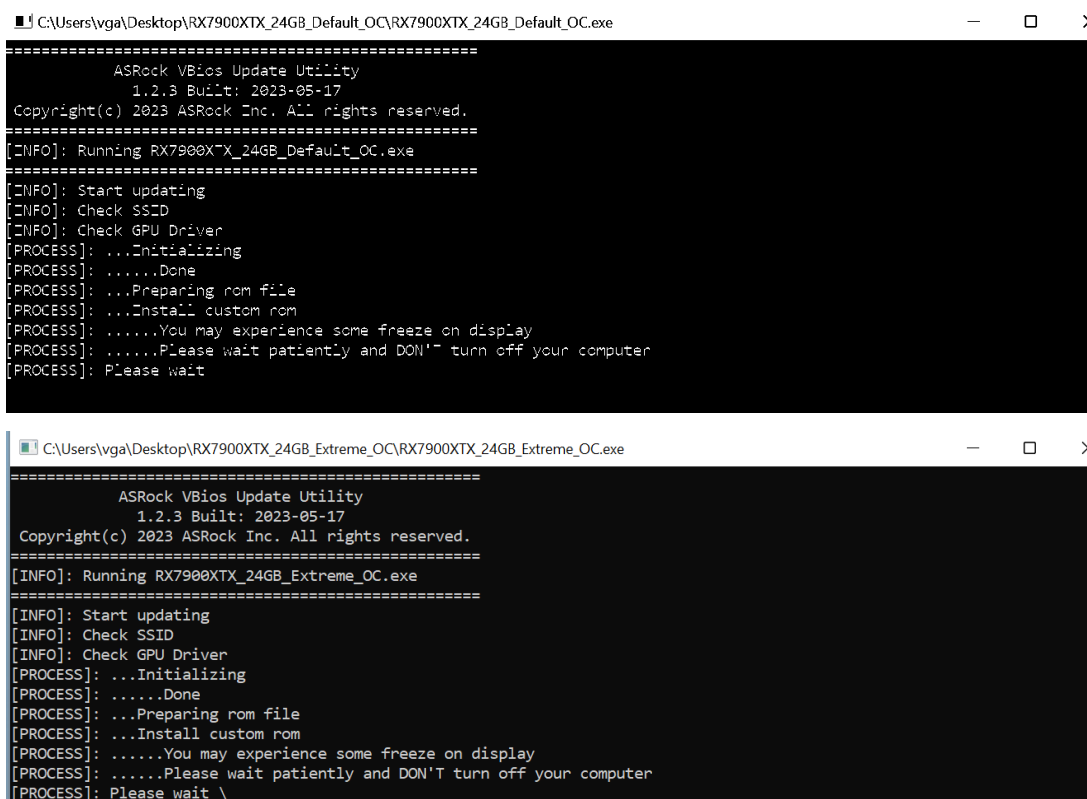 C:\Users\vga\Desktop\RX7900XTX_24GB_Default_OC\RX7900XTX_24GB_Default_OC.exe
====================================================
ASRock VBios Update Utility
1.2.3 Built: 2023-05-17
Copyright(c) 2023 ASRock Inc. All rights reserved.
====================================================
[INFO]: Running RX7900XTX_24GB_Default_OC.exe
====================================================
[INFO]: Start updating
[INFO]: Check SSID
[INFO]: Check GPU Driver
[PROCESS]: ...Initializing
[PROCESS]: ......Done
[PROCESS]: ...Preparing rom file
[PROCESS]: ...Install custom rom
[PROCESS]: ......You may experience some freeze on display
[PROCESS]: ......Please wait patiently and DON'T turn off your computer
[PROCESS]: Please wait
C:\Users\vga\Desktop\RX7900XTX_24GB_Extreme_OC\RX7900XTX_24GB_Extreme_OC.exe
====================================================
ASRock VBios Update Utility
1.2.3 Built: 2023-05-17
Copyright(c) 2023 ASRock Inc. All rights reserved.
====================================================
[INFO]: Running RX7900XTX_24GB_Extreme_OC.exe
====================================================
[INFO]: Start updating
[INFO]: Check SSID
[INFO]: Check GPU Driver
[PROCESS]: ...Initializing
[PROCESS]: ......Done
[PROCESS]: ...Preparing rom file
[PROCESS]: ...Install custom rom
[PROCESS]: ......You may experience some freeze on display
[PROCESS]: ......Please wait patiently and DON'T turn off your computer
[PROCESS]: Please wait \